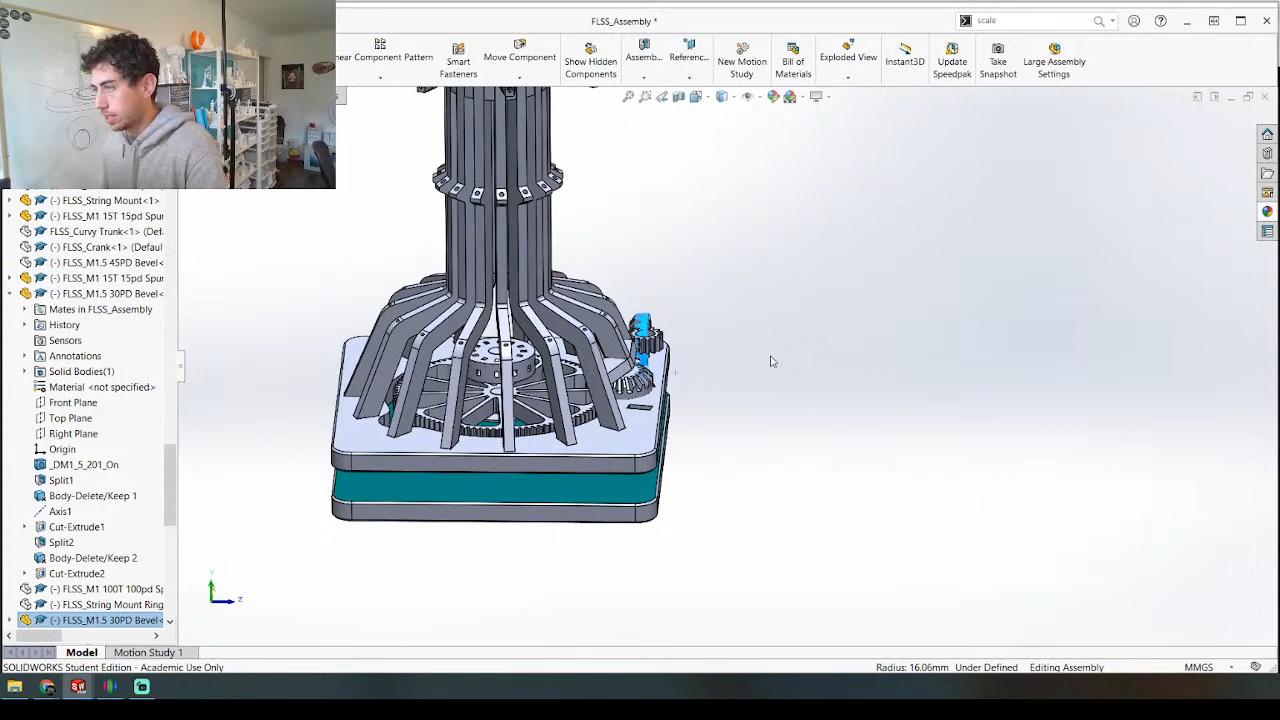 FLSS_Assembly *
scale
near Component Pattern
Smart
Fasteners
Move Component
Show Hidden
Components
Assemb...
Referenc...
New Motion
Study
Bill of
Materials
Exploded View
Instant3D
Update
Speedpak
Take
Snapshot
Large Assembly
Settings
(-) FLSS_String Mount<1>
(-) FLSS_M1 15T 15pd Spur
FLSS_Curvy Trunk<1> (Defa
(-) FLSS_Crank<1> (Default
(-) FLSS_M1.5 45PD Bevel<
(-) FLSS_M1 15T 15pd Spur
(-) FLSS_M1.5 30PD Bevel<
Mates in FLSS_Assembly
History
Sensors
Annotations
Solid Bodies(1)
Material <not specified>
Front Plane
Top Plane
Right Plane
Origin
_DM1_5_201_On
Split1
Body-Delete/Keep 1
Axis1
Cut-Extrude1
Split2
Body-Delete/Keep 2
Cut-Extrude2
(-) FLSS_M1 100T 100pd Sp
(-) FLSS_String Mount Ring
(-) FLSS_M1.5 30PD Bevel<
Y
Z
Model
Motion Study 1
SOLIDWORKS Student Edition - Academic Use Only
Radius: 16.06mm
Under Defined
Editing Assembly
MMGS
SW